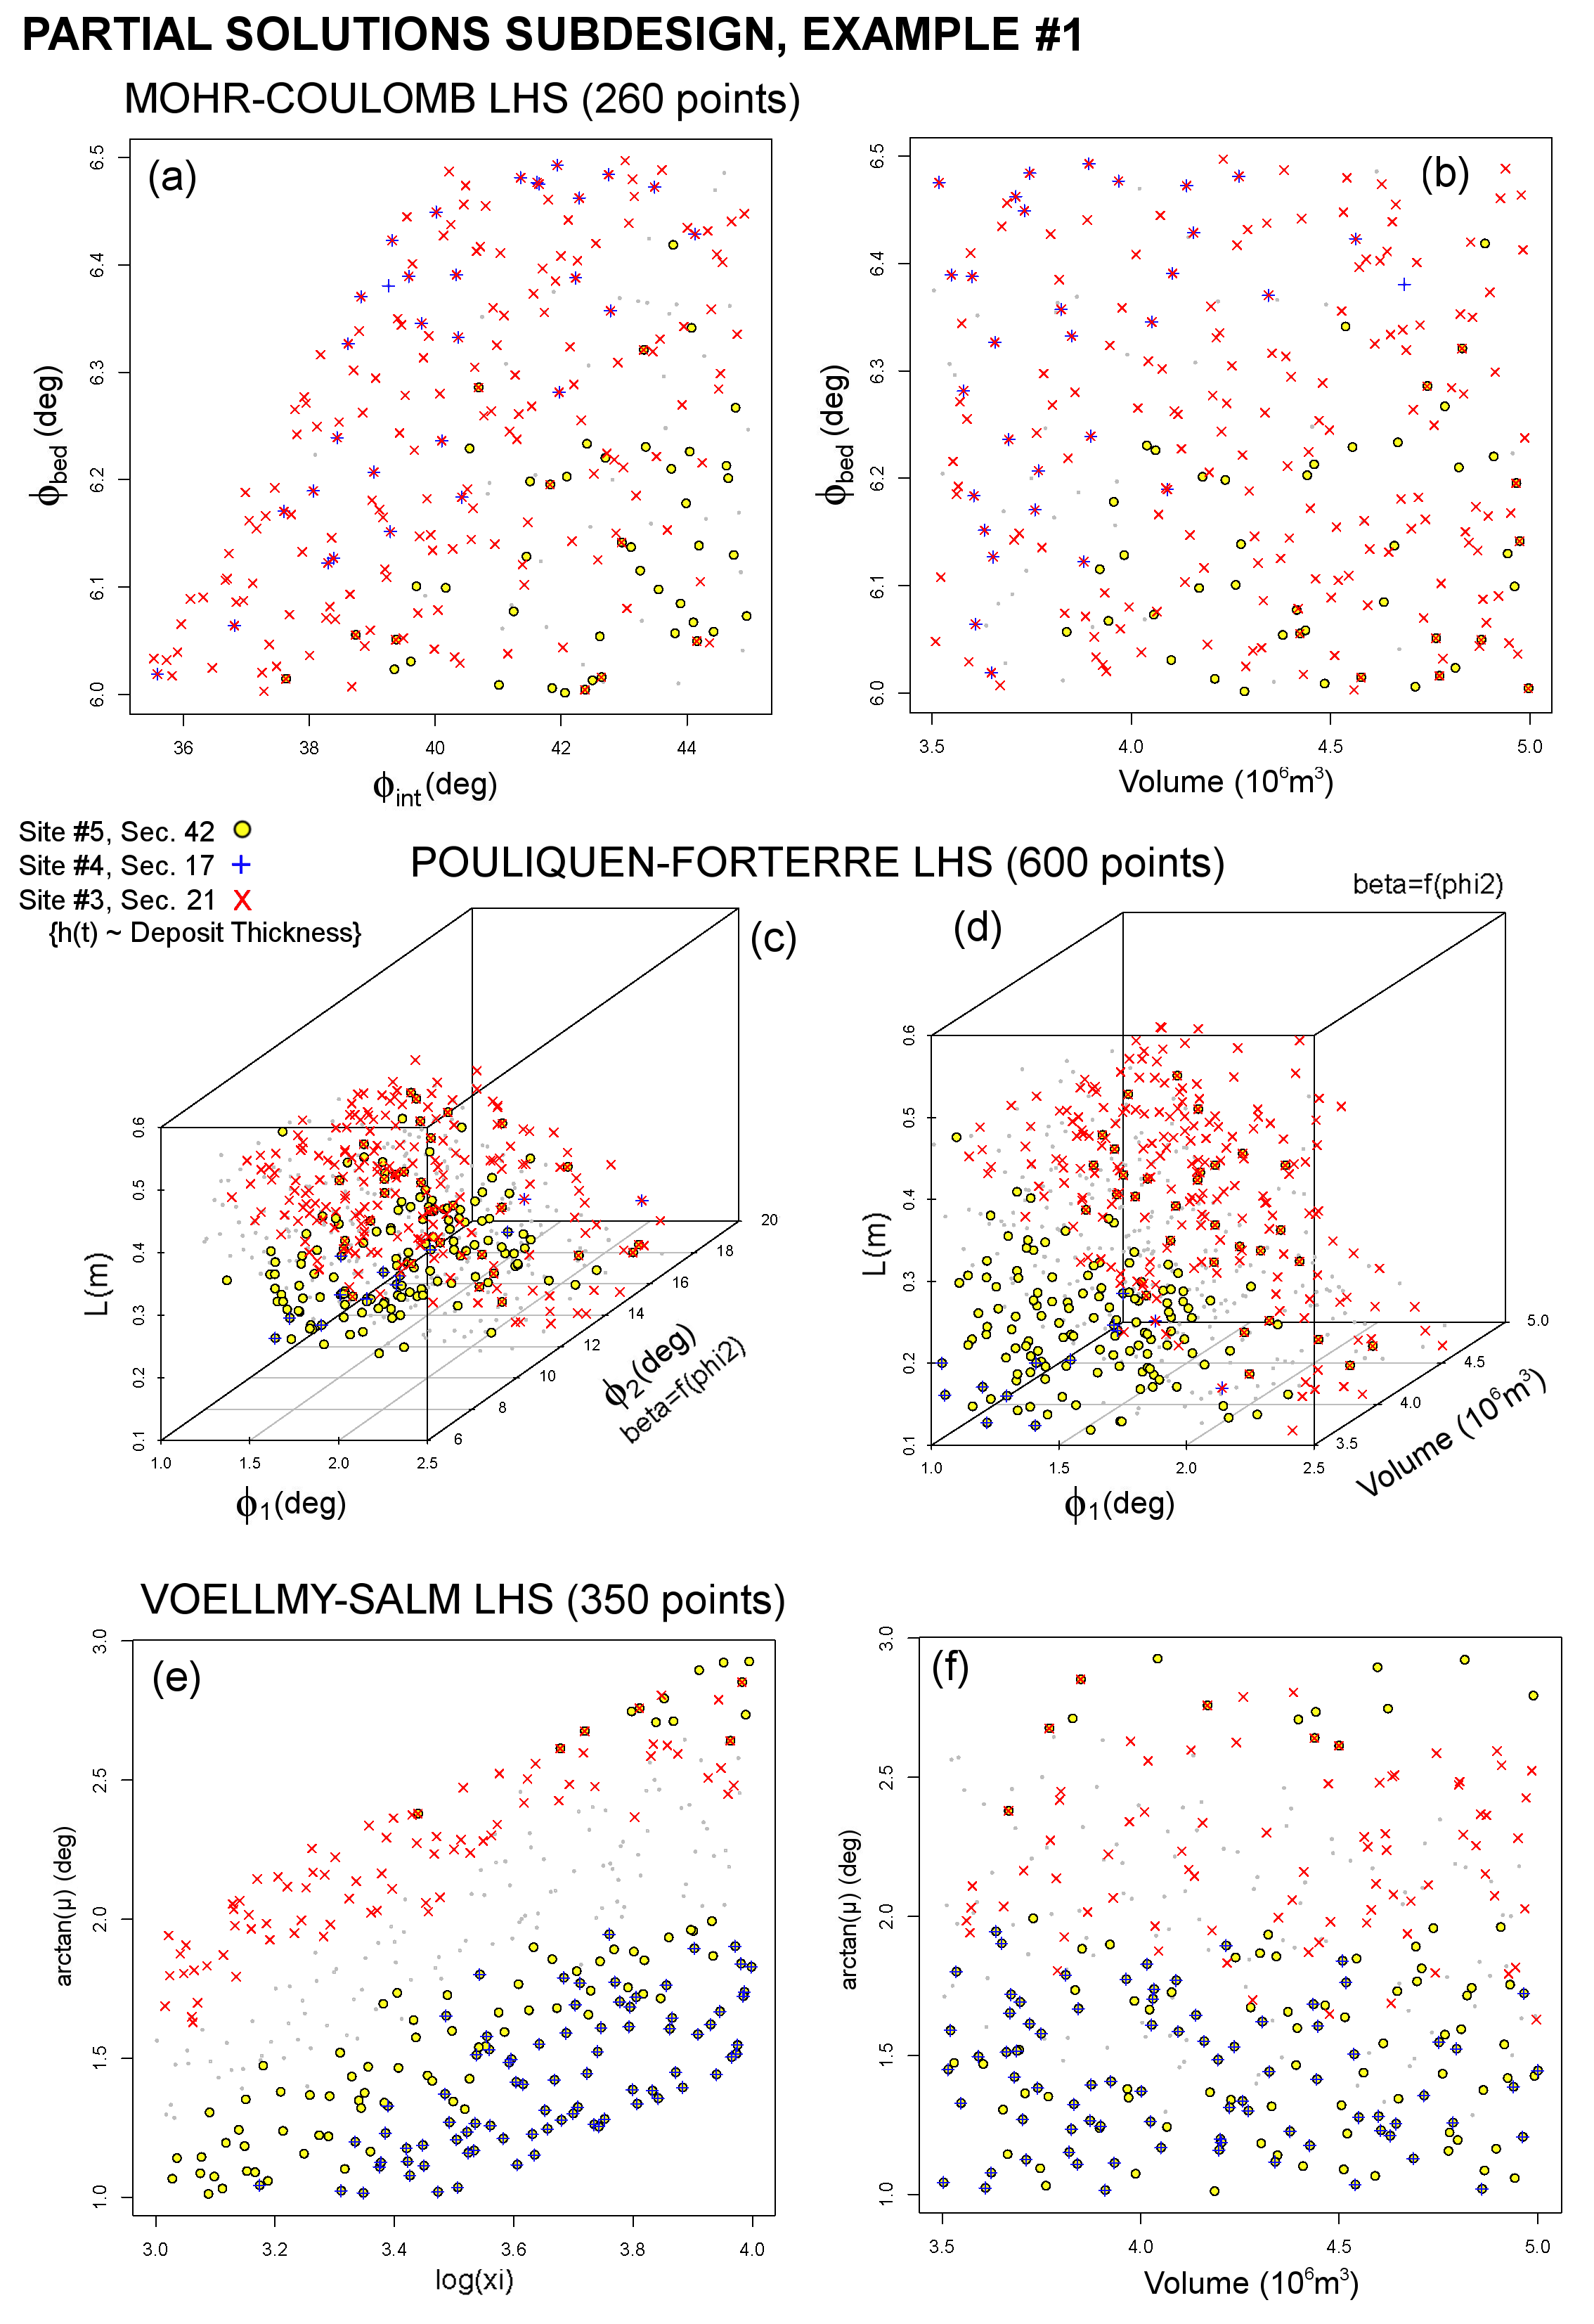 PARTIAL SOLUTIONS SUBDESIGN, EXAMPLE #1
MOHR-COULOMB LHS (260 points)
(a)
6.5
6.4
6.3
6.2
6.1
6.0
ϕbed (deg)
36 38 40 42 44
ϕint (deg)
(b)
6.5
6.4
6.3
6.2
6.1
6.0
ϕbed (deg)
3.5 4.0 4.5 5.0
Volume (10⁶m³)
Site #5, Sec. 42
Site #4, Sec. 17
Site #3, Sec. 21
{h(t) ~ Deposit Thickness}
POULIQUEN-FORTERRE LHS (600 points)
(c)
0.6
0.5
0.4
0.3
0.2
0.1
L(m)
1.0 1.5 2.0 2.5
ϕ1(deg)
6 8 10 12 14 16 18 20
ϕ2(deg)
beta=f(phi2)
beta=f(phi2)
(d)
0.6
0.5
0.4
0.3
0.2
0.1
L(m)
1.0 1.5 2.0 2.5
ϕ1(deg)
3.5 4.0 4.5 5.0
Volume (10⁶m³)
VOELLMY-SALM LHS (350 points)
(e)
3.0
2.5
2.0
1.5
1.0
arctan(μ) (deg)
3.0 3.2 3.4 3.6 3.8 4.0
log(xi)
(f)
3.0
2.5
2.0
1.5
1.0
arctan(μ) (deg)
3.5 4.0 4.5 5.0
Volume (10⁶m³)